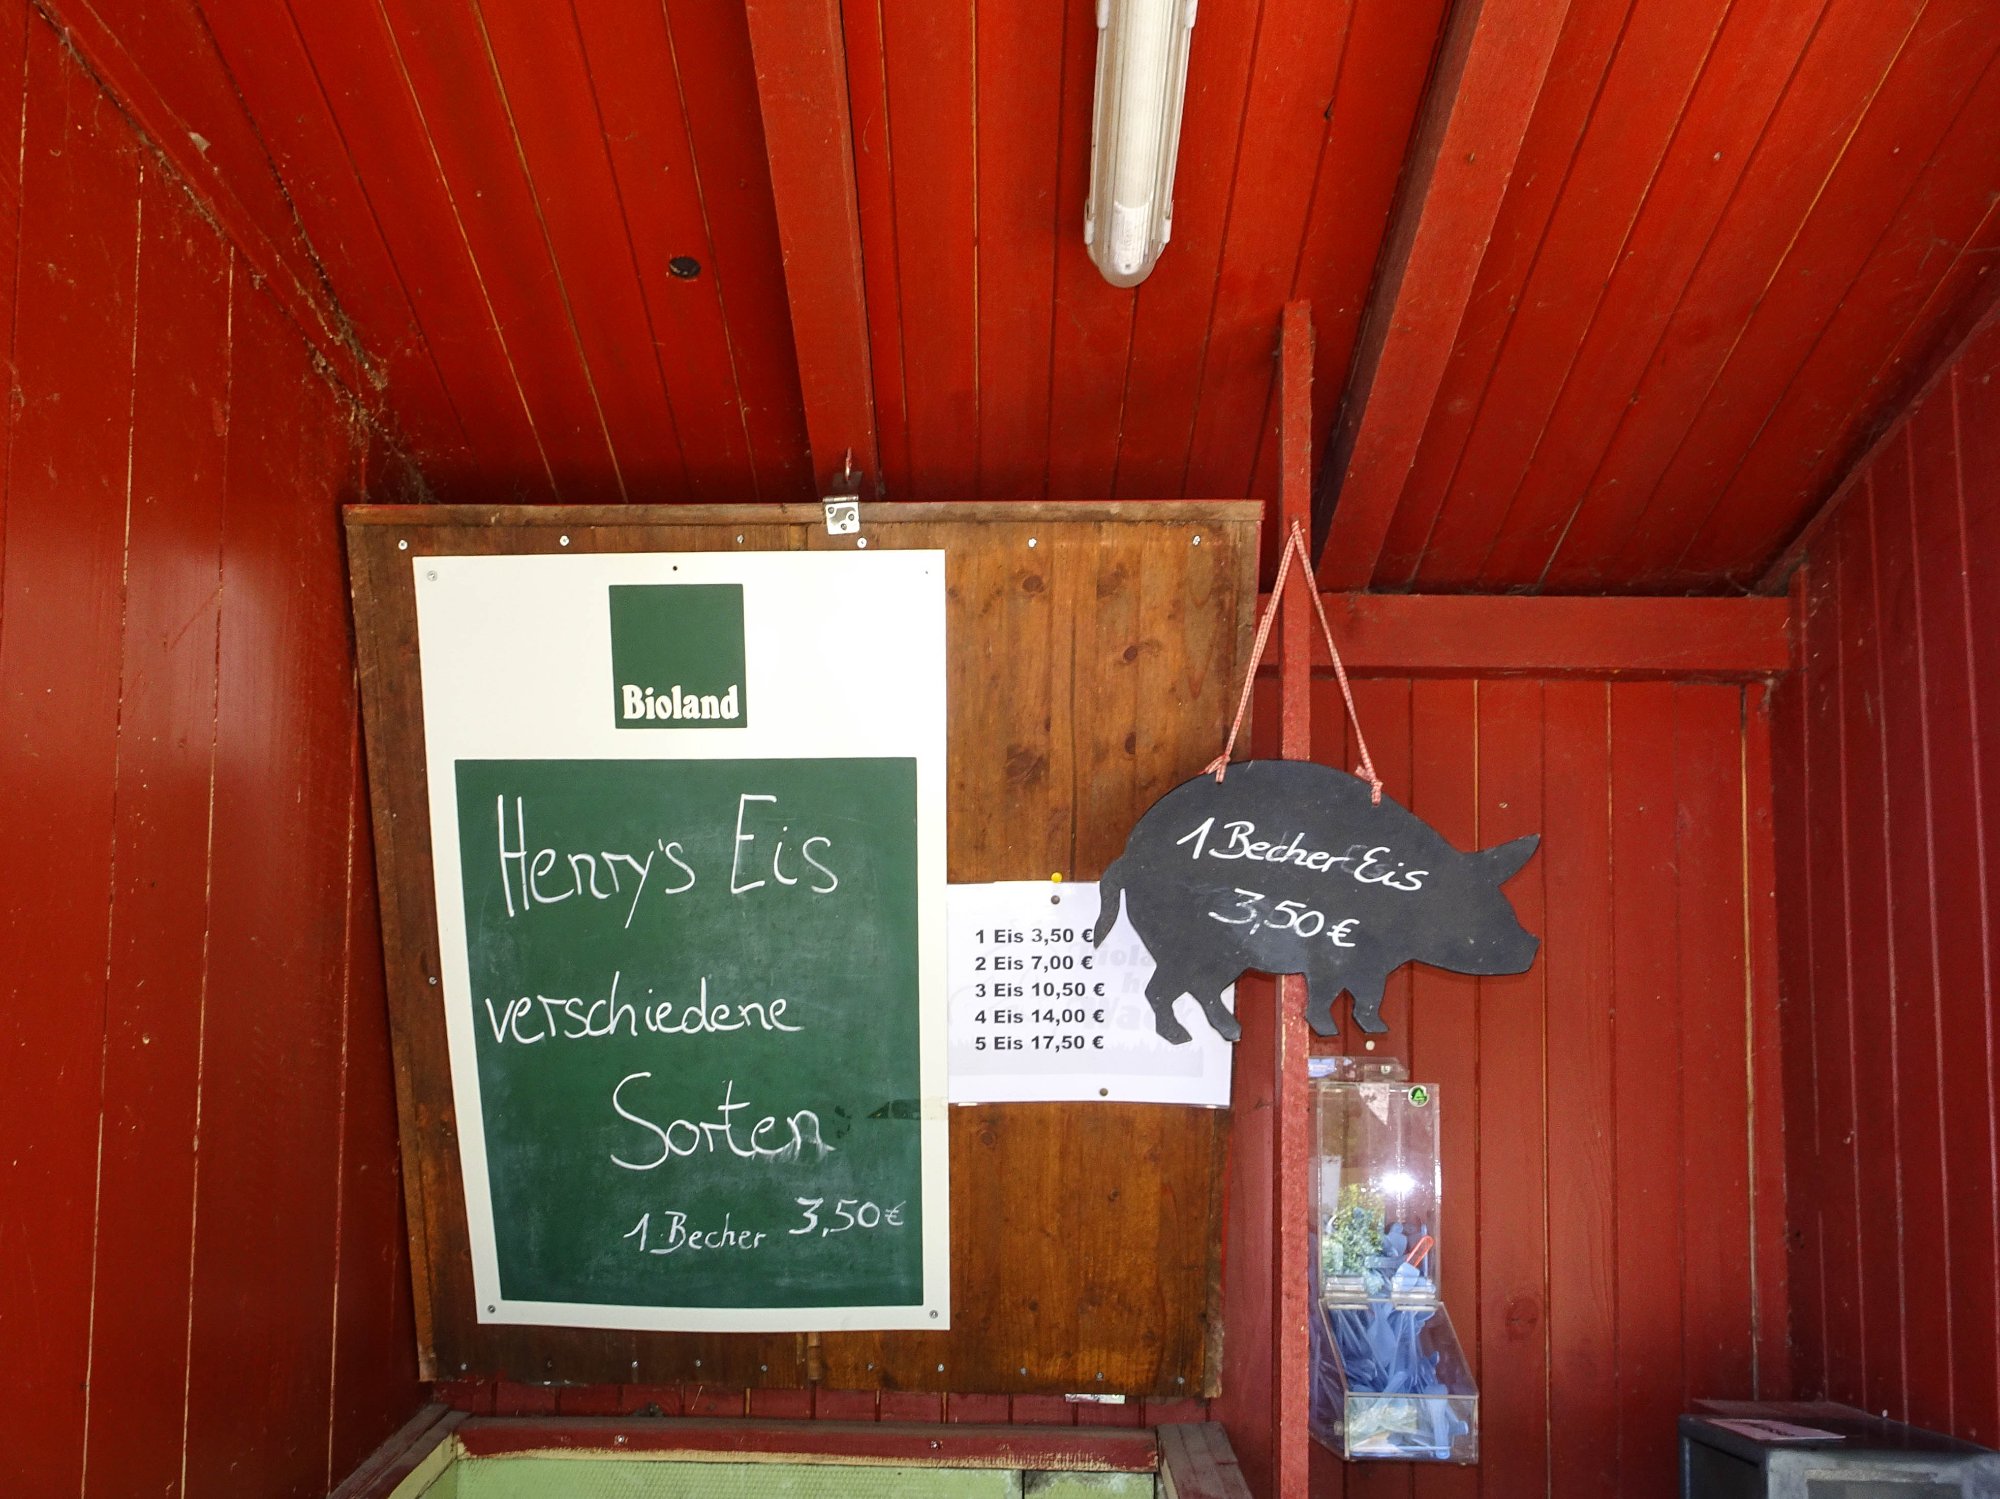 Bioland
Henry's Eis
verschiedene
Sorten
1 Becher 3,50€
1 Eis 3,50 €
2 Eis 7,00 €
3 Eis 10,50 €
4 Eis 14,00 €
5 Eis 17,50 €
1 Becher Eis
3,50€